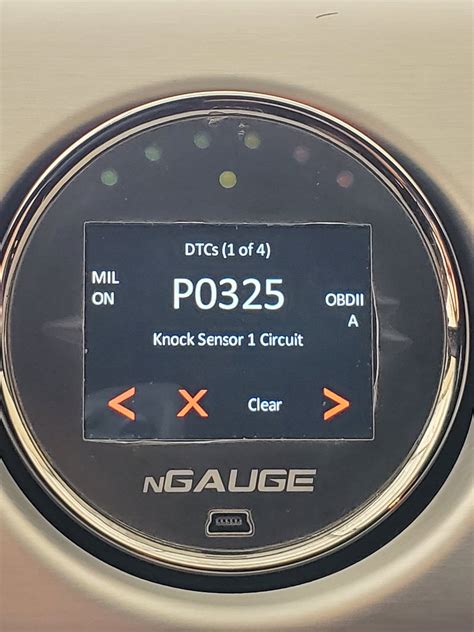 DTCs (1 of 4)
MIL
ON
P0325
OBDII
A
Knock Sensor 1 Circuit
< X Clear >
nGAUGE